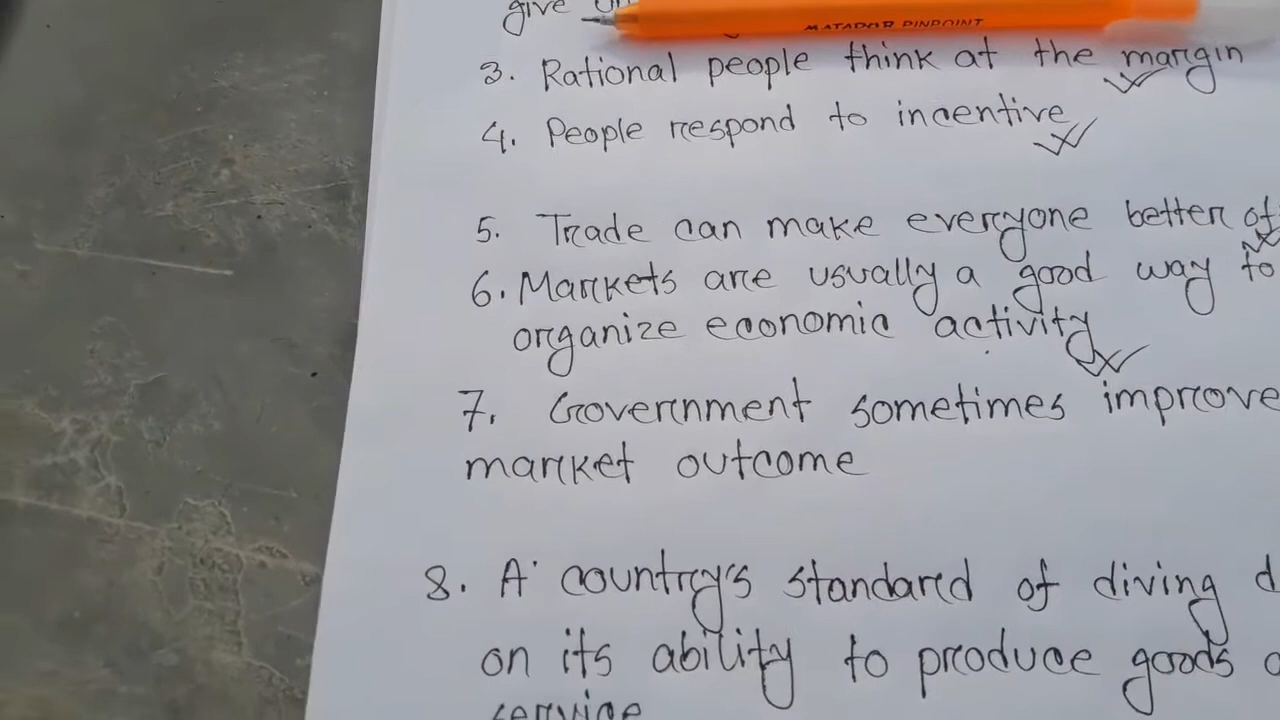 give
MATADOR PINPOINT
3. Rational people think at the margin
4. People respond to incentive
5. Trade can make everyone better of
6. Markets are usually a good way to
organize economic activity
7. Government sometimes improve
market outcome
8. A country's standard of diving d
on its ability to produce goods
service